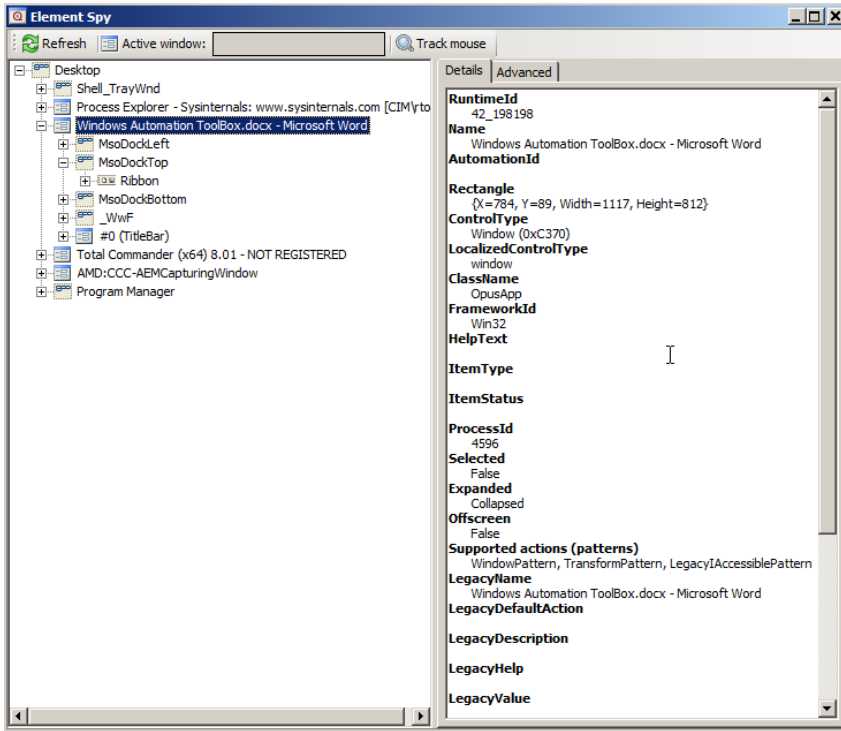 Element Spy
Refresh Active window: Track mouse
Desktop
Shell_TrayWnd
Process Explorer - Sysinternals: www.sysinternals.com [CIM\rto
Windows Automation ToolBox.docx - Microsoft Word
MsoDockLeft
MsoDockTop
Ribbon
MsoDockBottom
_WwF
#0 (TitleBar)
Total Commander (x64) 8.01 - NOT REGISTERED
AMD:CCC-AEMCapturingWindow
Program Manager
Details Advanced
RuntimeId
42_198198
Name
Windows Automation ToolBox.docx - Microsoft Word
AutomationId
Rectangle
{X=784, Y=89, Width=1117, Height=812}
ControlType
Window (0xC370)
LocalizedControlType
window
ClassName
OpusApp
FrameworkId
Win32
HelpText
ItemType
ItemStatus
ProcessId
4596
Selected
False
Expanded
Collapsed
Offscreen
False
Supported actions (patterns)
WindowPattern, TransformPattern, LegacyIAccessiblePattern
LegacyName
Windows Automation ToolBox.docx - Microsoft Word
LegacyDefaultAction
LegacyDescription
LegacyHelp
LegacyValue